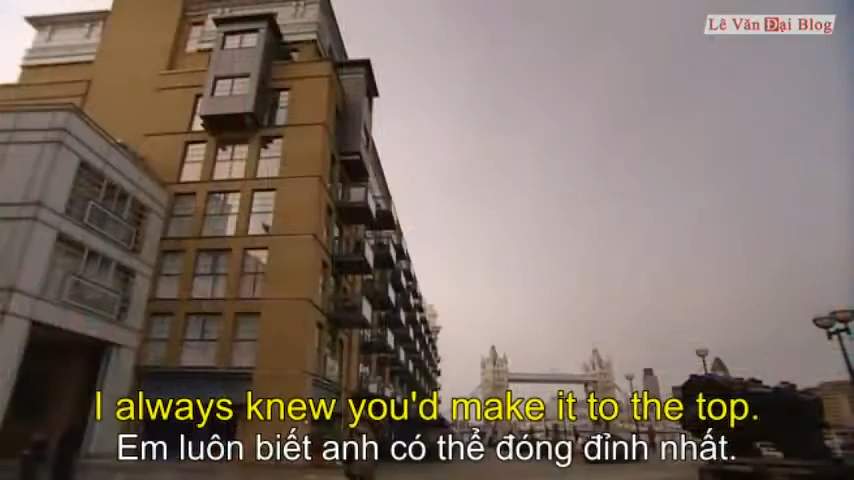 Lê Văn Đại Blog
I always knew you'd make it to the top.
Em luôn biết anh có thể đóng đỉnh nhất.